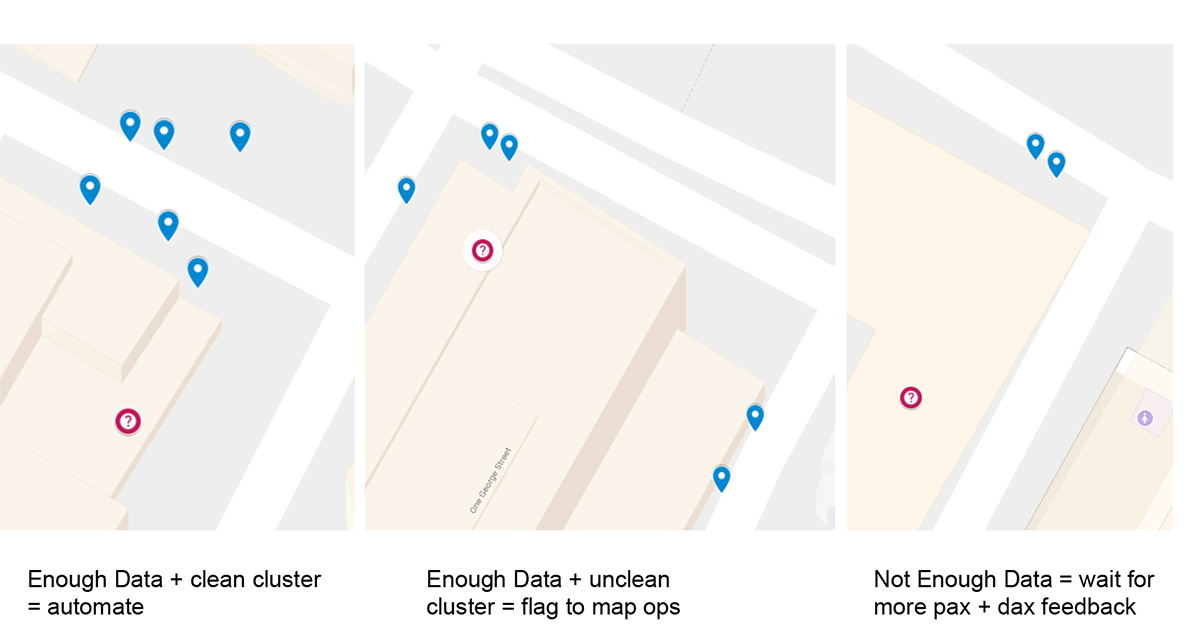 ?
?
One George Street
?
Enough Data + clean cluster
= automate
Enough Data + unclean
cluster = flag to map ops
Not Enough Data = wait for
more pax + dax feedback